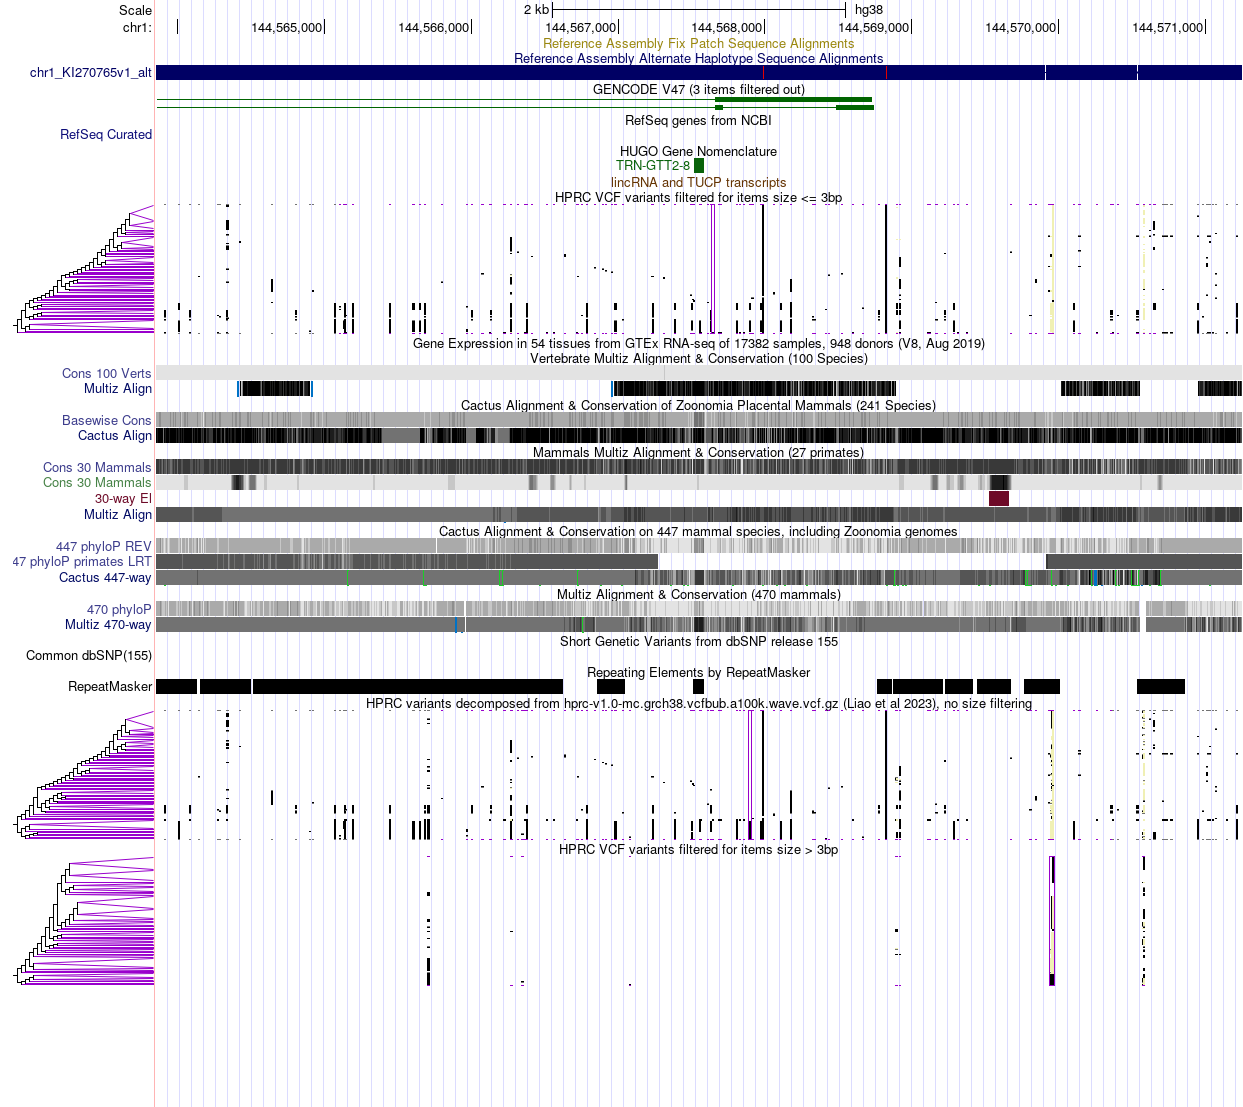 Scale 2 kb hg38
chr1: 144,565,000 144,566,000 144,567,000 144,568,000 144,569,000 144,570,000 144,571,000
Reference Assembly Fix Patch Sequence Alignments
Reference Assembly Alternate Haplotype Sequence Alignments
chr1_KI270765v1_alt
GENCODE V47 (3 items filtered out)
RefSeq genes from NCBI
RefSeq Curated
HUGO Gene Nomenclature
TRN-GTT2-8
lincRNA and TUCP transcripts
HPRC VCF variants filtered for items size <= 3bp
Gene Expression in 54 tissues from GTEx RNA-seq of 17382 samples, 948 donors (V8, Aug 2019)
Vertebrate Multiz Alignment & Conservation (100 Species)
Cons 100 Verts
Multiz Align
Cactus Alignment & Conservation of Zoonomia Placental Mammals (241 Species)
Basewise Cons
Cactus Align
Mammals Multiz Alignment & Conservation (27 primates)
Cons 30 Mammals
Cons 30 Mammals
30-way El
Multiz Align
Cactus Alignment & Conservation on 447 mammal species, including Zoonomia genomes
447 phyloP REV
47 phyloP primates LRT
Cactus 447-way
Multiz Alignment & Conservation (470 mammals)
470 phyloP
Multiz 470-way
Short Genetic Variants from dbSNP release 155
Common dbSNP(155)
Repeating Elements by RepeatMasker
RepeatMasker
HPRC variants decomposed from hprc-v1.0-mc.grch38.vcfbub.a100k.wave.vcf.gz (Liao et al 2023), no size filtering
HPRC VCF variants filtered for items size > 3bp